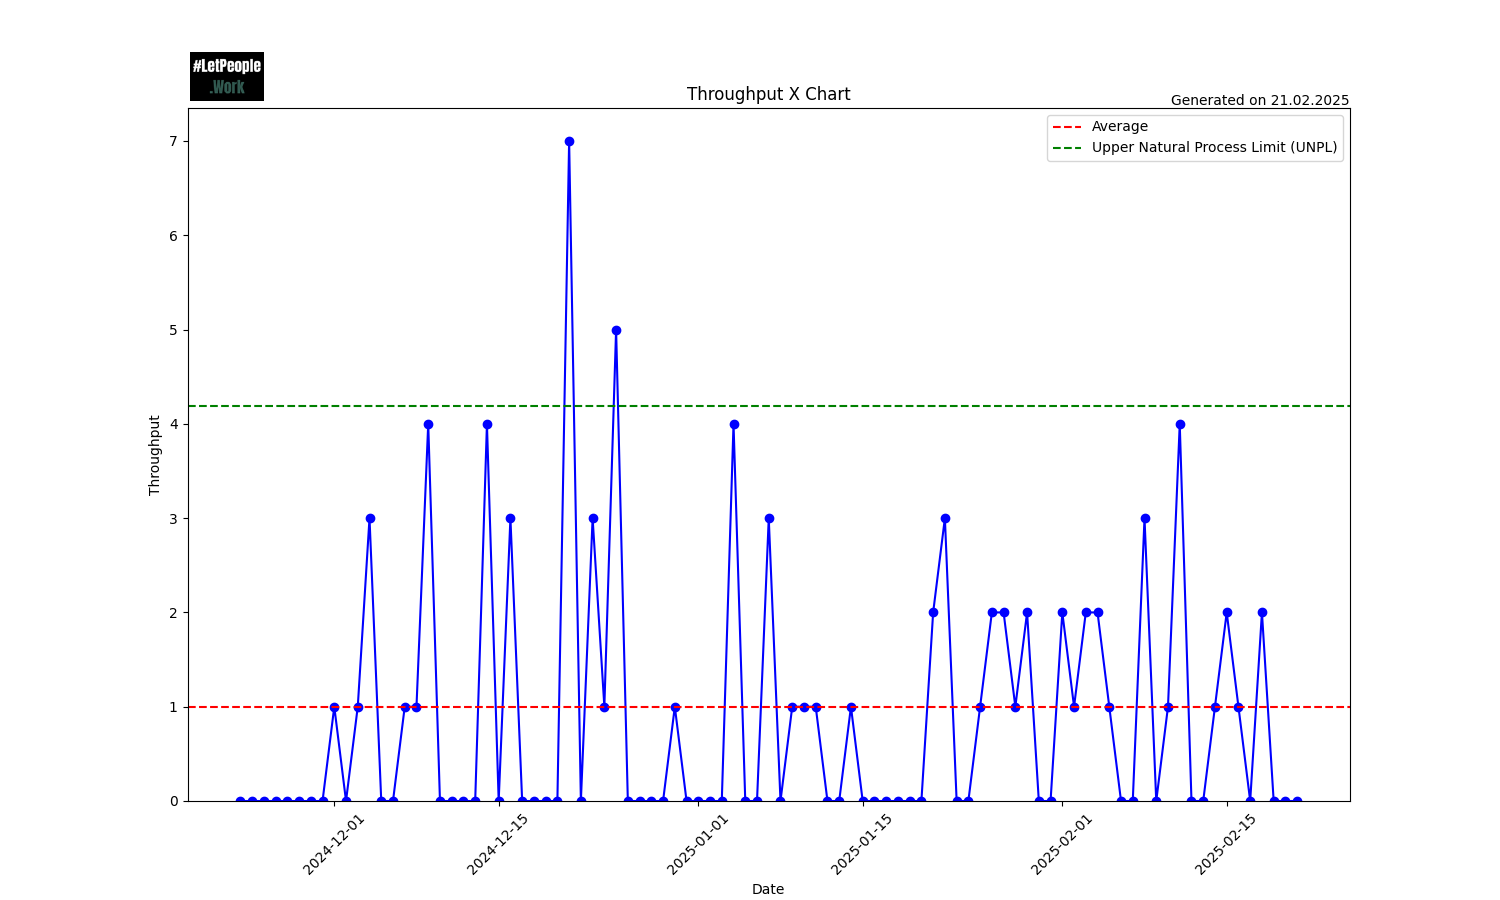 #LetPeople
.Work
Throughput X Chart
Generated on 21.02.2025
Average
Upper Natural Process Limit (UNPL)
7
6
5
4
3
2
1
0
Throughput
2024-12-01
2024-12-15
2025-01-01
2025-01-15
2025-02-01
2025-02-15
Date